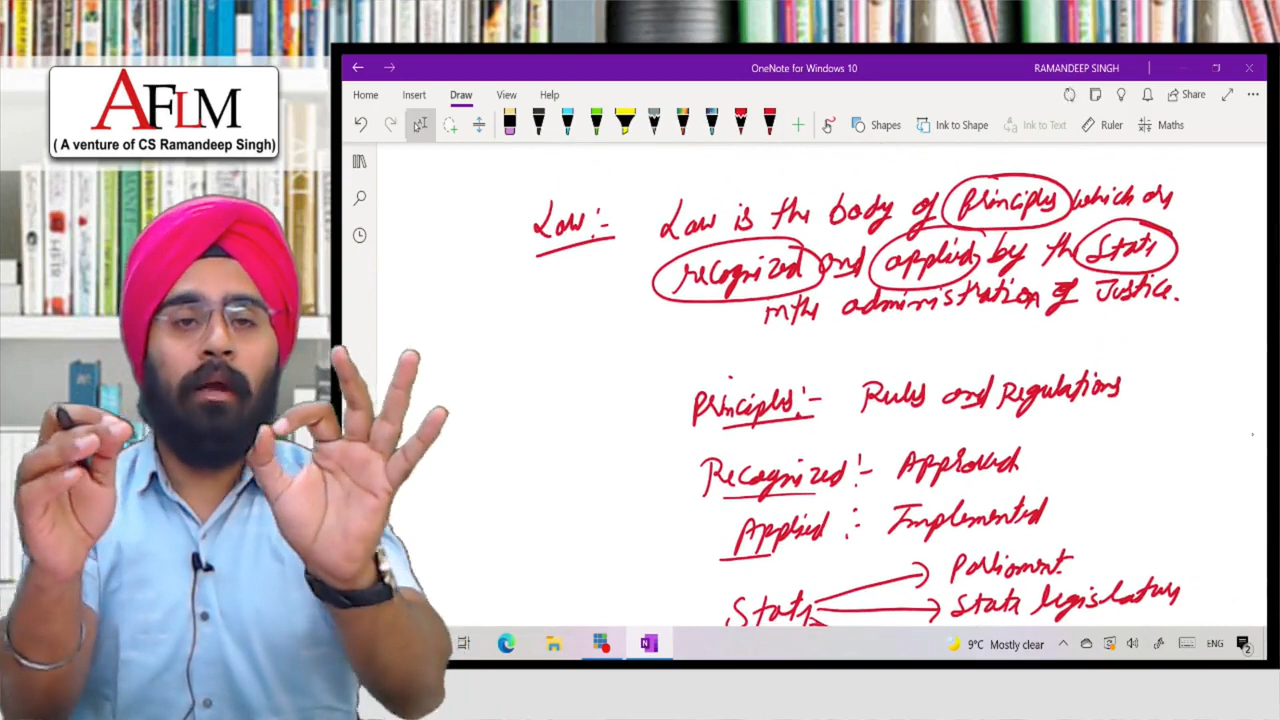 AFLM
( A venture of CS Ramandeep Singh)
OneNote for Windows 10
RAMANDEEP SINGH
Home Insert Draw View Help
Share
Shapes Ink to Shape Ink to Text Ruler Maths
Law:- Law is the body of principles which are
recognized and applied by the State
in the administration of Justice.
Principles:- Rules and Regulations
Recognized:- Approved
Applied:- Implemented
Parliament
State State legislature
9°C Mostly clear ENG 2